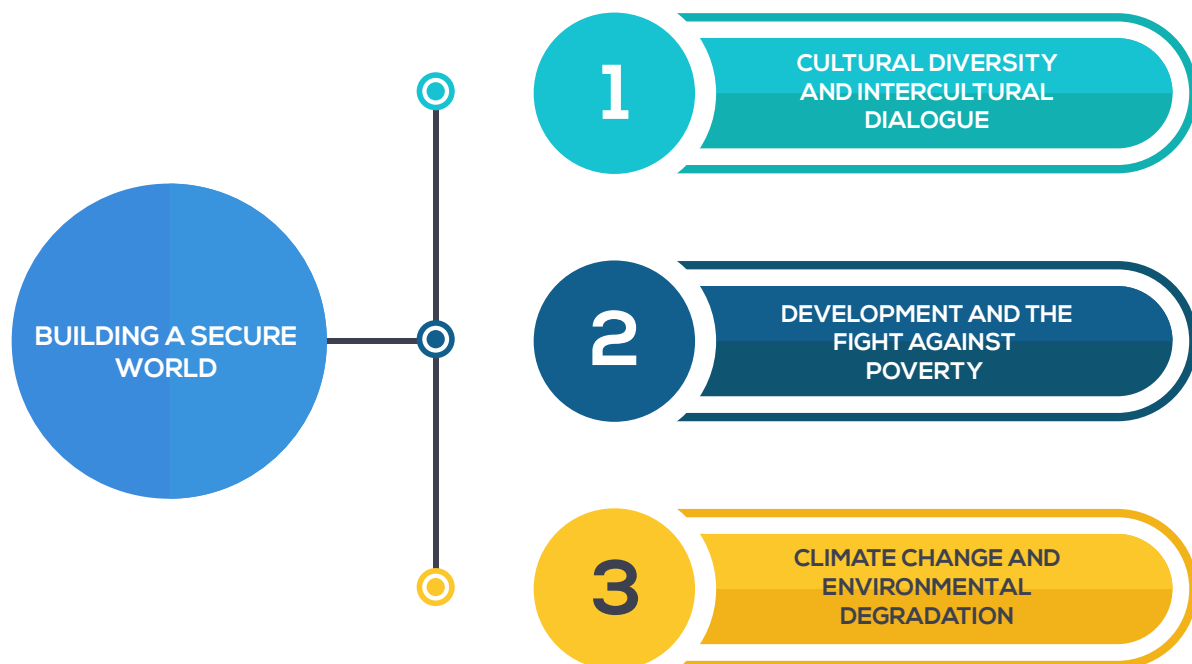 BUILDING A SECURE
WORLD
1
CULTURAL DIVERSITY
AND INTERCULTURAL
DIALOGUE
2
DEVELOPMENT AND THE
FIGHT AGAINST
POVERTY
3
CLIMATE CHANGE AND
ENVIRONMENTAL
DEGRADATION